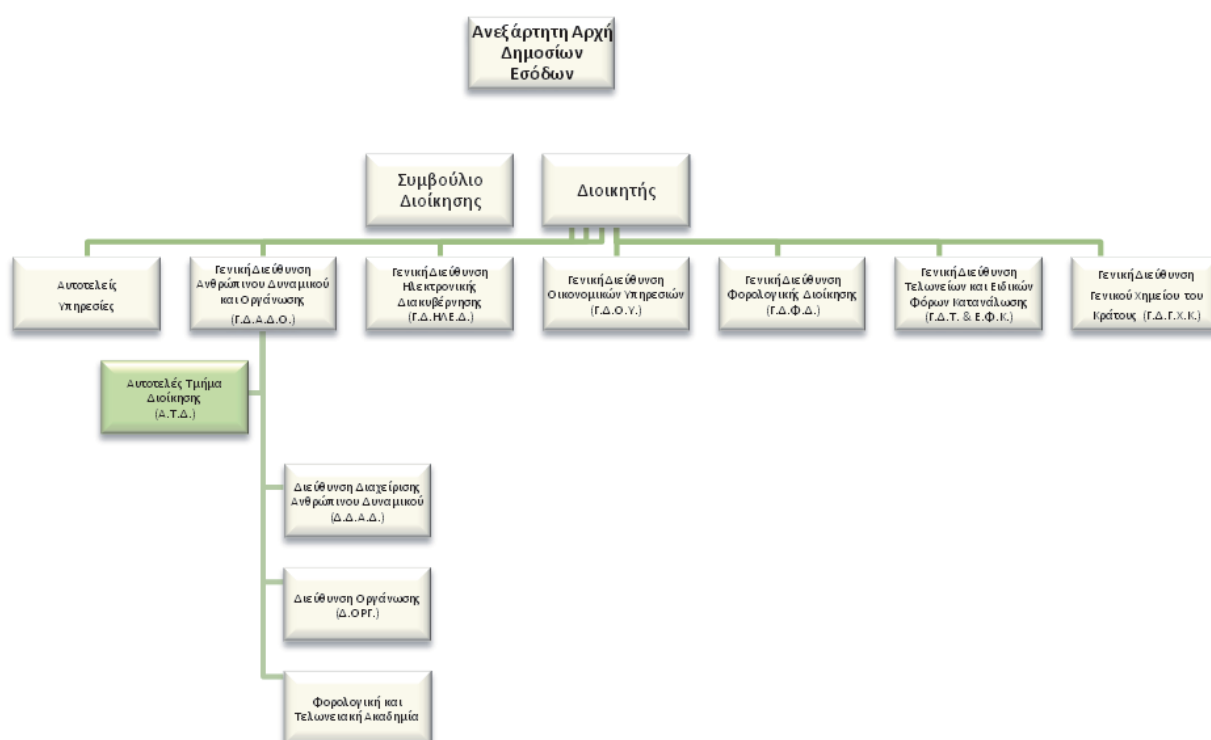 Ανεξάρτητη Αρχή
Δημοσίων
Εσόδων
Συμβούλιο
Διοίκησης
Διοικητής
Αυτοτελείς
Υπηρεσίες
Γενική Διεύθυνση
Ανθρώπινου Δυναμικού
και Οργάνωσης
(Γ.Δ.Α.Δ.Ο.)
Γενική Διεύθυνση
Ηλεκτρονικής
Διακυβέρνησης
(Γ.Δ.ΗΛΕ.Δ.)
Γενική Διεύθυνση
Οικονομικών Υπηρεσιών
(Γ.Δ.Ο.Υ.)
Γενική Διεύθυνση
Φορολογικής Διοίκησης
(Γ.Δ.Φ.Δ.)
Γενική Διεύθυνση
Τελωνείων και Ειδικών
Φόρων Κατανάλωσης
(Γ.Δ.Τ. & Ε.Φ.Κ.)
Γενική Διεύθυνση
Γενικού Χημείου του
Κράτους (Γ.Δ.Γ.Χ.Κ.)
Αυτοτελές Τμήμα
Διοίκησης
(Α.Τ.Δ.)
Διεύθυνση Διαχείρισης
Ανθρώπινου Δυναμικού
(Δ.Δ.Α.Δ.)
Διεύθυνση Οργάνωσης
(Δ.ΟΡΓ.)
Φορολογική και
Τελωνειακή Ακαδημία